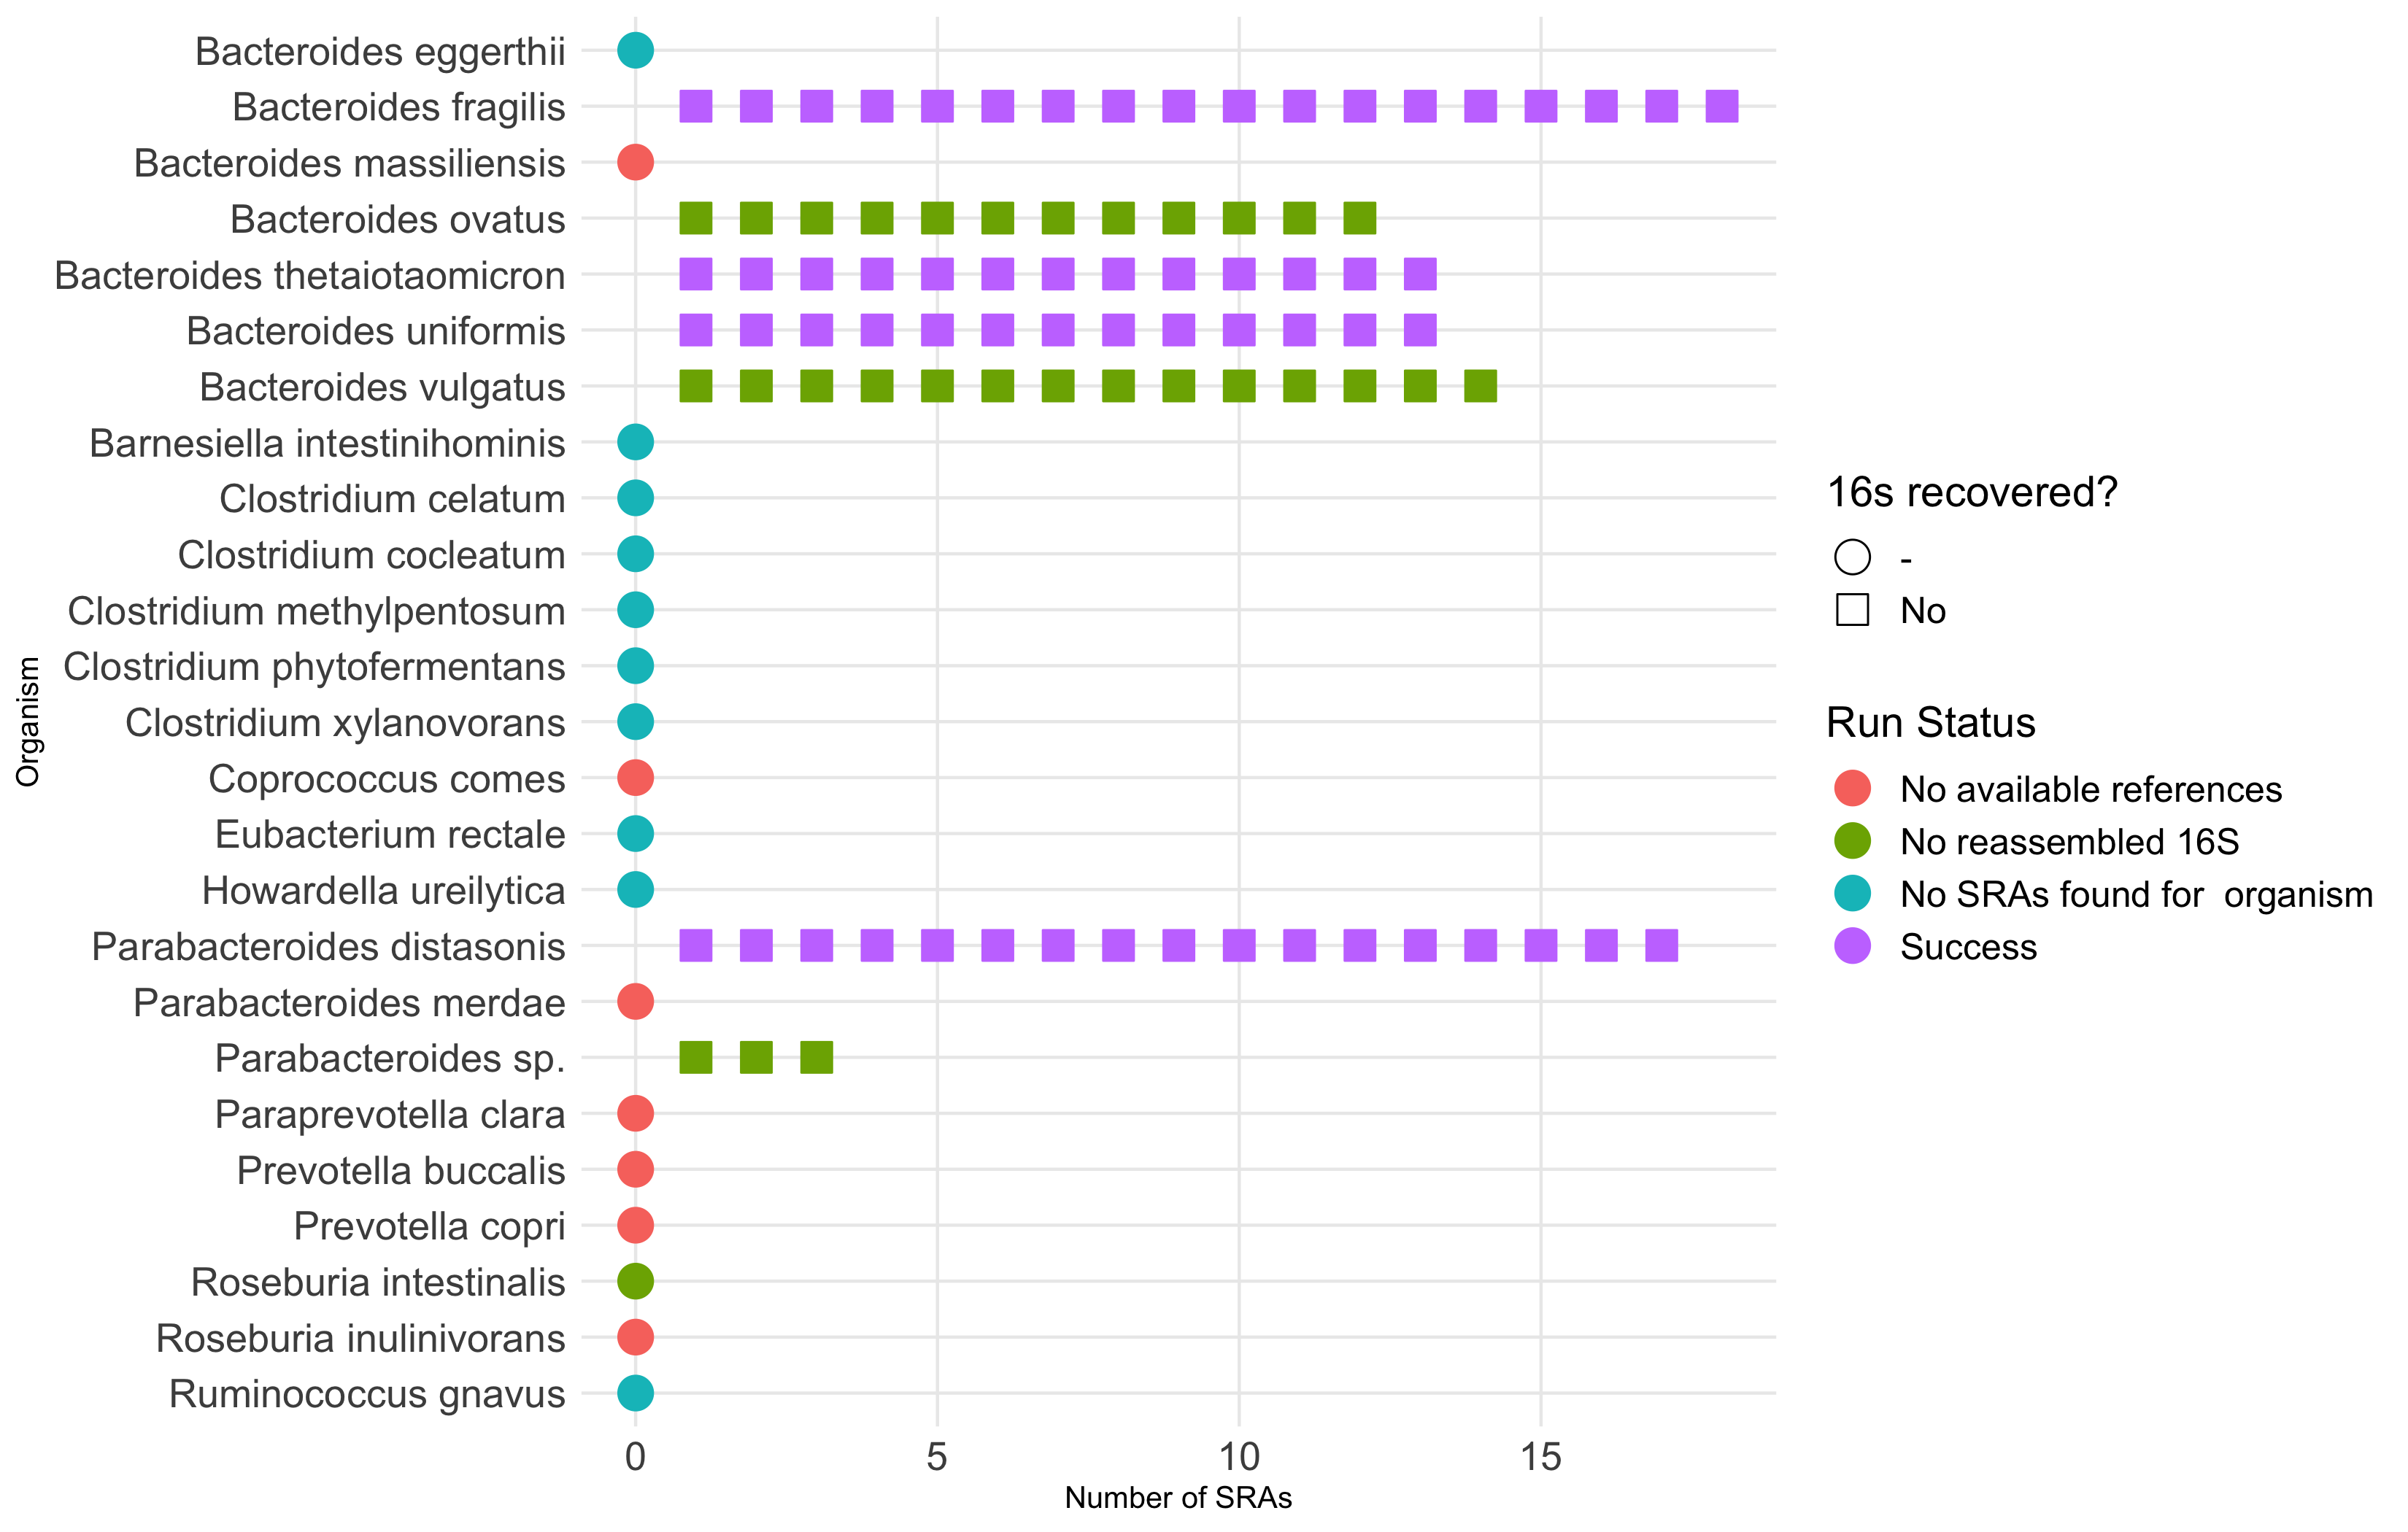 Bacteroides eggerthii
Bacteroides fragilis
Bacteroides massiliensis
Bacteroides ovatus
Bacteroides thetaiotaomicron
Bacteroides uniformis
Bacteroides vulgatus
Barnesiella intestinihominis
Clostridium celatum
Clostridium cocleatum
Clostridium methylpentosum
Clostridium phytofermentans
Clostridium xylanovorans
Coprococcus comes
Eubacterium rectale
Howardella ureilytica
Parabacteroides distasonis
Parabacteroides merdae
Parabacteroides sp.
Paraprevotella clara
Prevotella buccalis
Prevotella copri
Roseburia intestinalis
Roseburia inulinivorans
Ruminococcus gnavus
Organism
0 5 10 15
Number of SRAs
16s recovered?
-
No
Run Status
No available references
No reassembled 16S
No SRAs found for  organism
Success